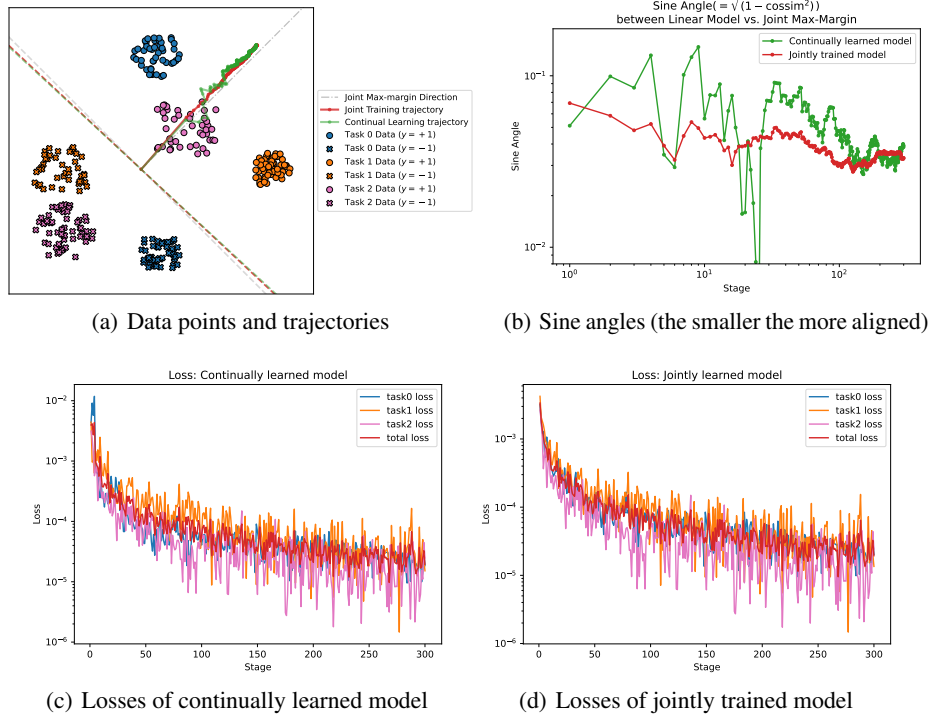 Joint Max-margin Direction
Joint Training trajectory
Continual Learning trajectory
Task 0 Data (y = +1)
Task 0 Data (y = −1)
Task 1 Data (y = +1)
Task 1 Data (y = −1)
Task 2 Data (y = +1)
Task 2 Data (y = −1)
(a) Data points and trajectories
Sine Angle( = √(1 − cossim²))
between Linear Model vs. Joint Max-Margin
Continually learned model
Jointly trained model
10⁻¹
10⁻²
Sine Angle
10⁰
10¹
10²
Stage
(b) Sine angles (the smaller the more aligned)
Loss: Continually learned model
task0 loss
task1 loss
task2 loss
total loss
10⁻²
10⁻³
10⁻⁴
10⁻⁵
10⁻⁶
Loss
0 50 100 150 200 250 300
Stage
(c) Losses of continually learned model
Loss: Jointly learned model
task0 loss
task1 loss
task2 loss
total loss
10⁻³
10⁻⁴
10⁻⁵
10⁻⁶
Loss
0 50 100 150 200 250 300
Stage
(d) Losses of jointly trained model